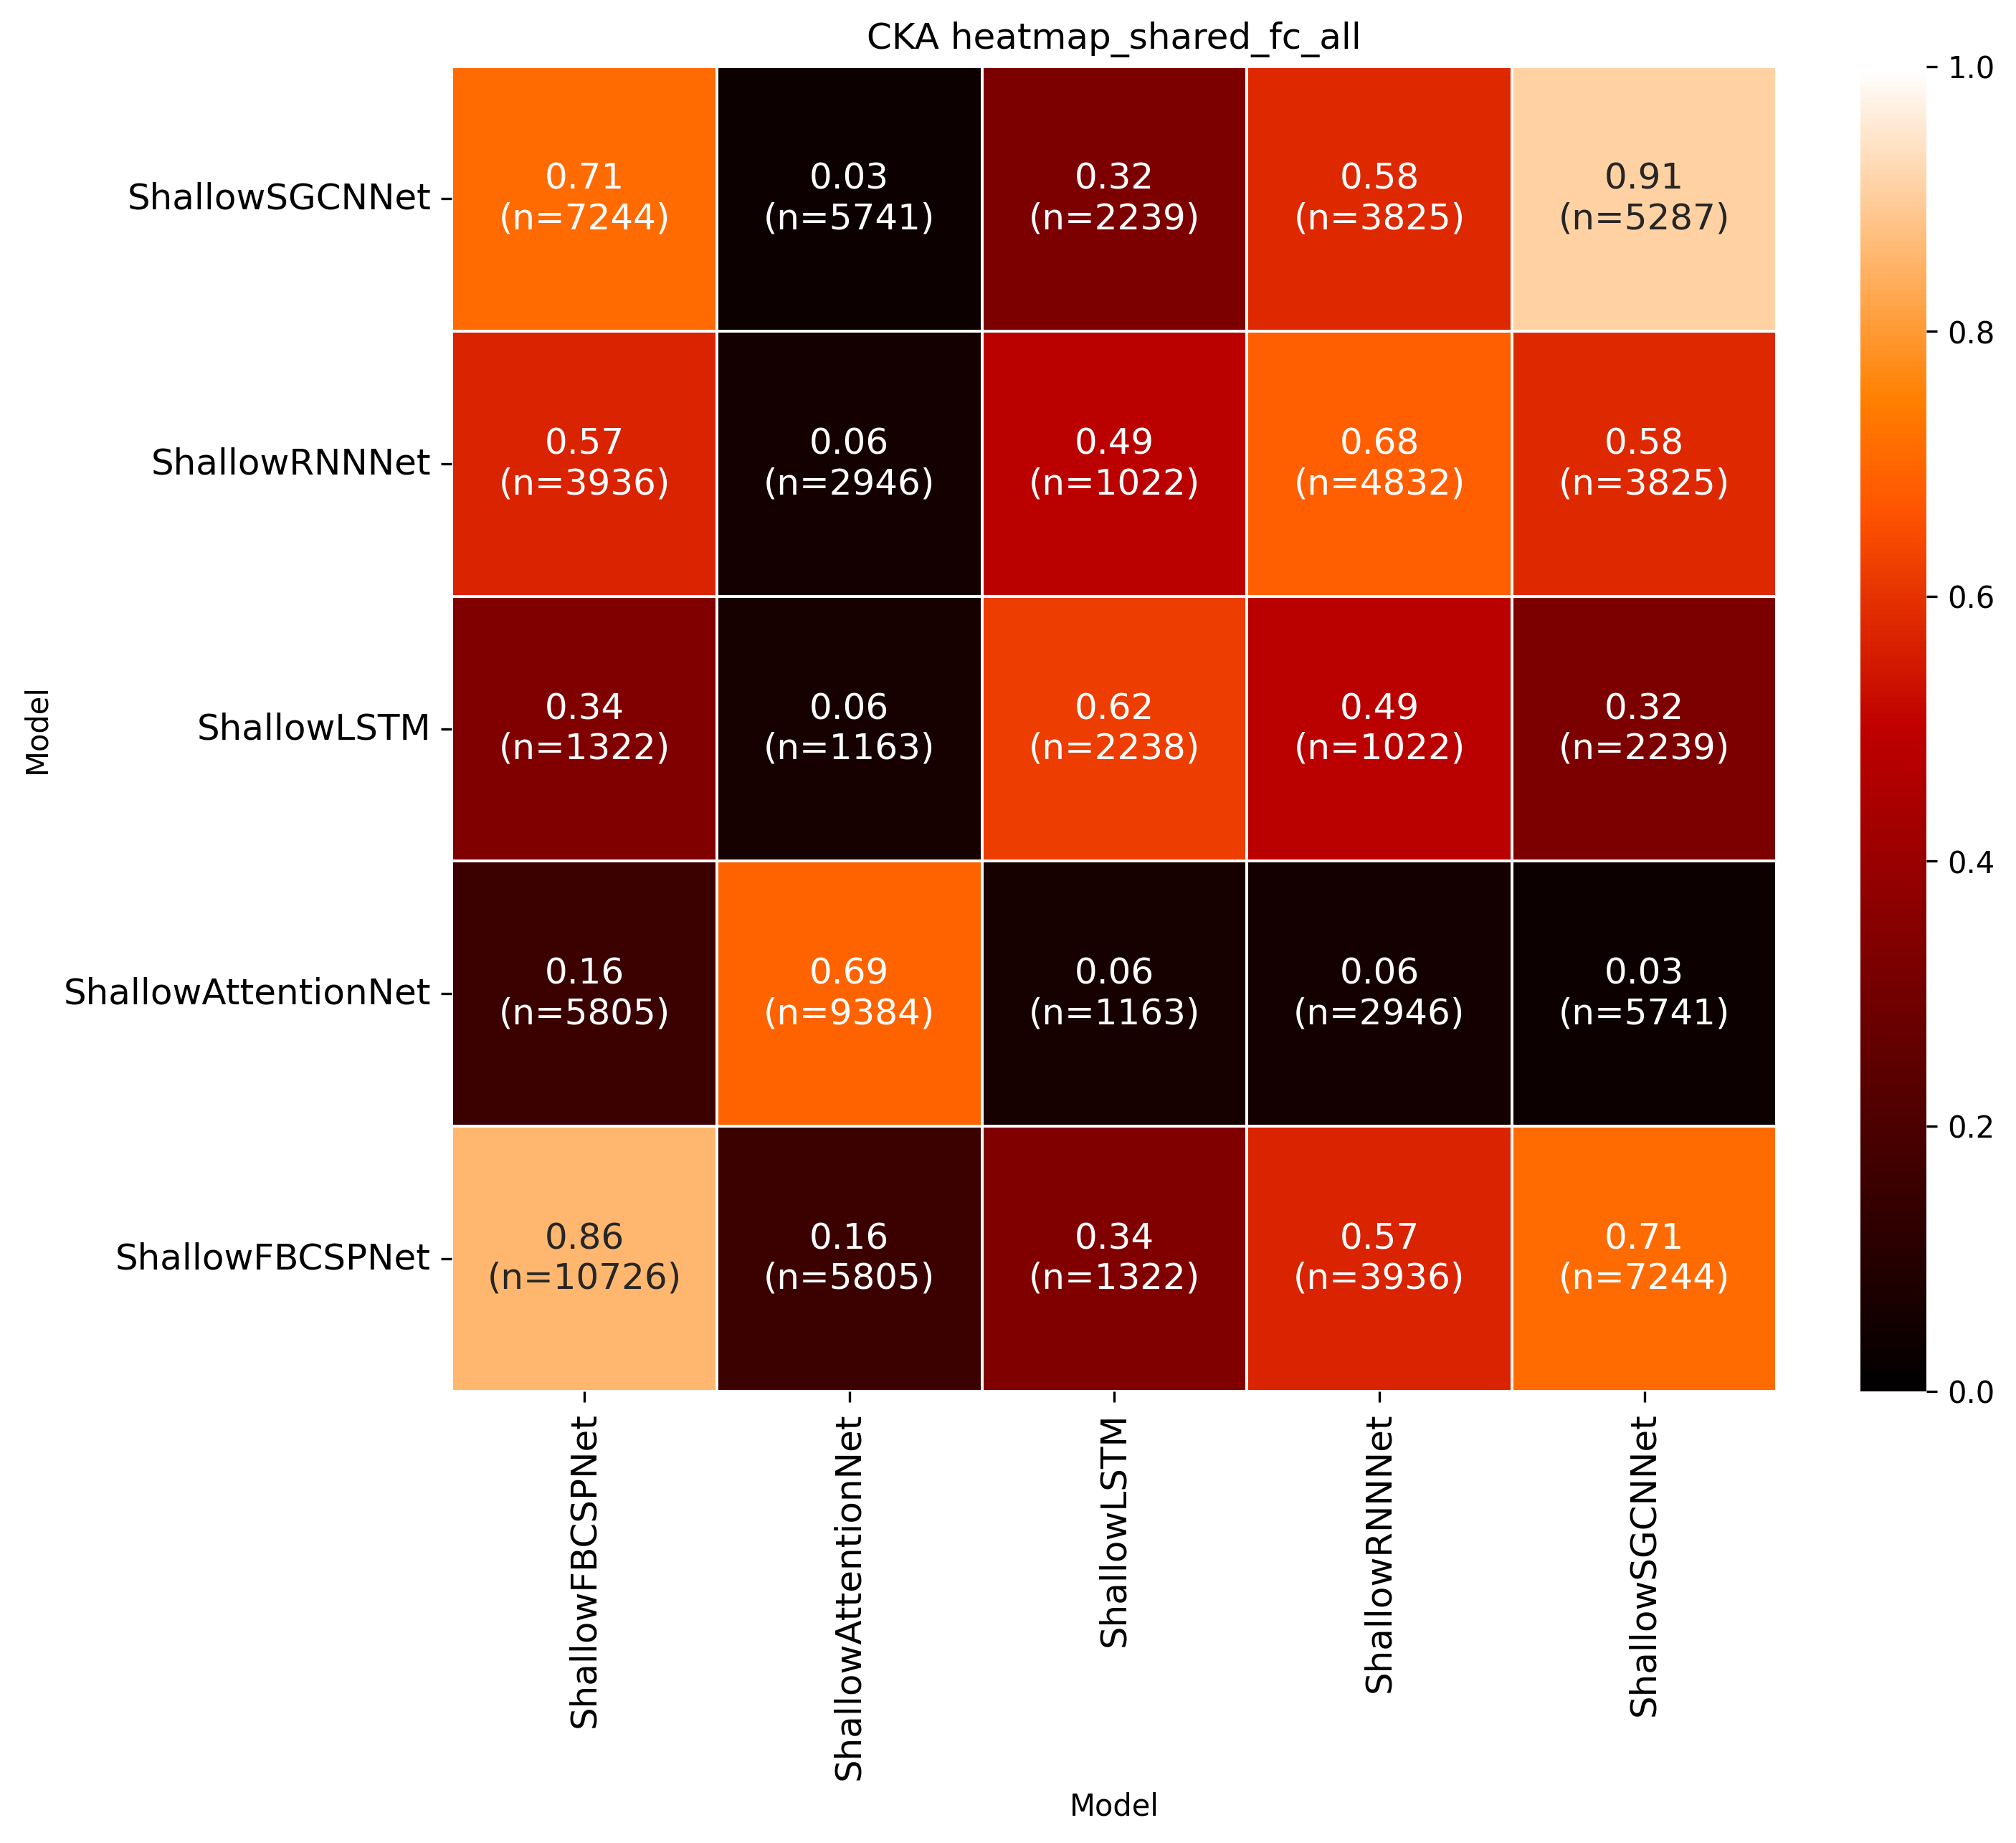 CKA heatmap_shared_fc_all
Model
ShallowSGCNNet
0.71
(n=7244)
0.03
(n=5741)
0.32
(n=2239)
0.58
(n=3825)
0.91
(n=5287)
ShallowRNNNet
0.57
(n=3936)
0.06
(n=2946)
0.49
(n=1022)
0.68
(n=4832)
0.58
(n=3825)
ShallowLSTM
0.34
(n=1322)
0.06
(n=1163)
0.62
(n=2238)
0.49
(n=1022)
0.32
(n=2239)
ShallowAttentionNet
0.16
(n=5805)
0.69
(n=9384)
0.06
(n=1163)
0.06
(n=2946)
0.03
(n=5741)
ShallowFBCSPNet
0.86
(n=10726)
0.16
(n=5805)
0.34
(n=1322)
0.57
(n=3936)
0.71
(n=7244)
ShallowFBCSPNet
ShallowAttentionNet
ShallowLSTM
ShallowRNNNet
ShallowSGCNNet
Model
1.0
0.8
0.6
0.4
0.2
0.0